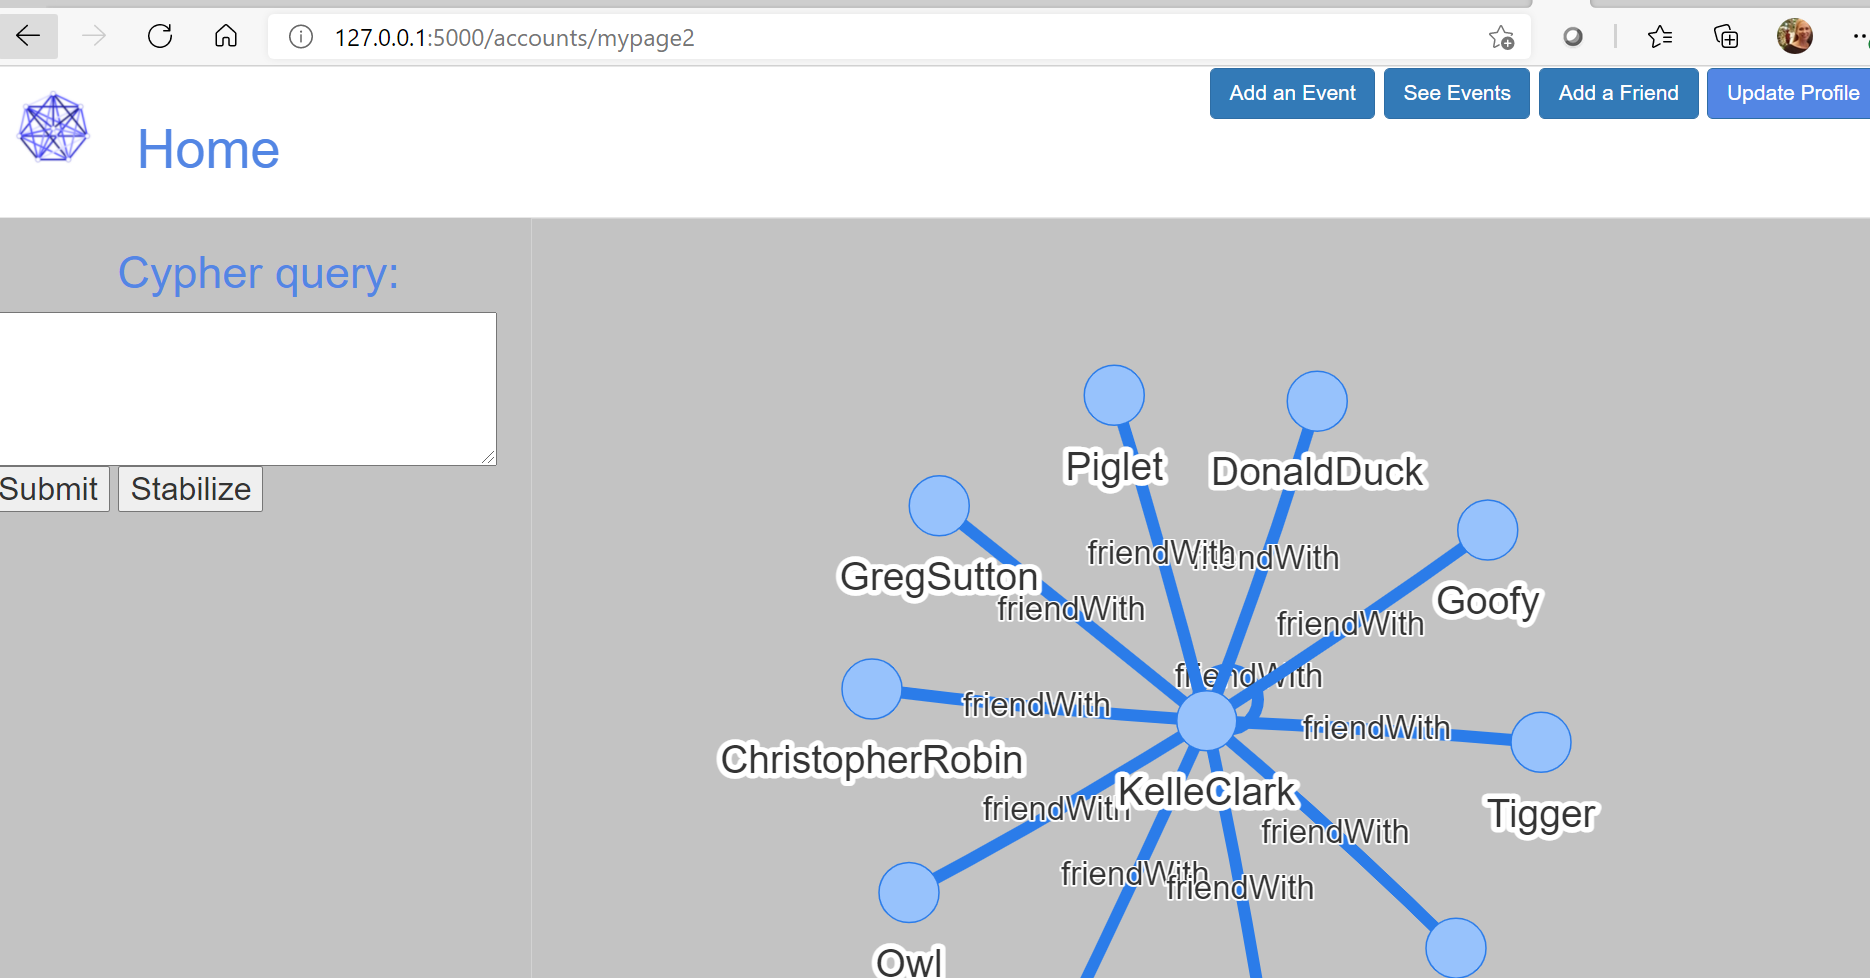 127.0.0.1:5000/accounts/mypage2
Add an Event
See Events
Add a Friend
Update Profile
Home
Cypher query:
Submit
Stabilize
Piglet
DonaldDuck
friendWith
friendWith
GregSutton
friendWith
Goofy
friendWith
friendWith
friendWith
friendWith
ChristopherRobin
KelleClark
friendWith
Tigger
friendWith
friendWith
friendWith
Owl